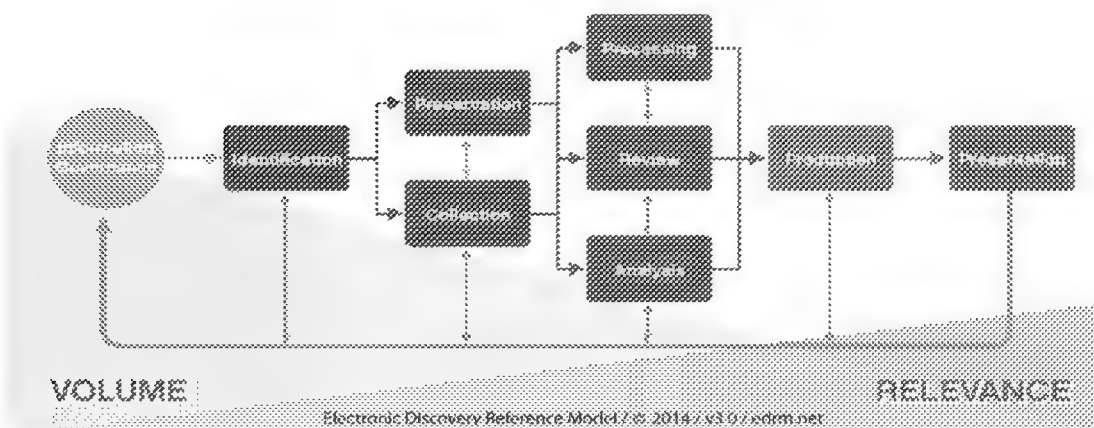 Information
Governance
Identification
Preservation
Collection
Processing
Review
Analysis
Production
Presentation
VOLUME
RELEVANCE
Electronic Discovery Reference Model / © 2014 / v3.0 / edrm.net